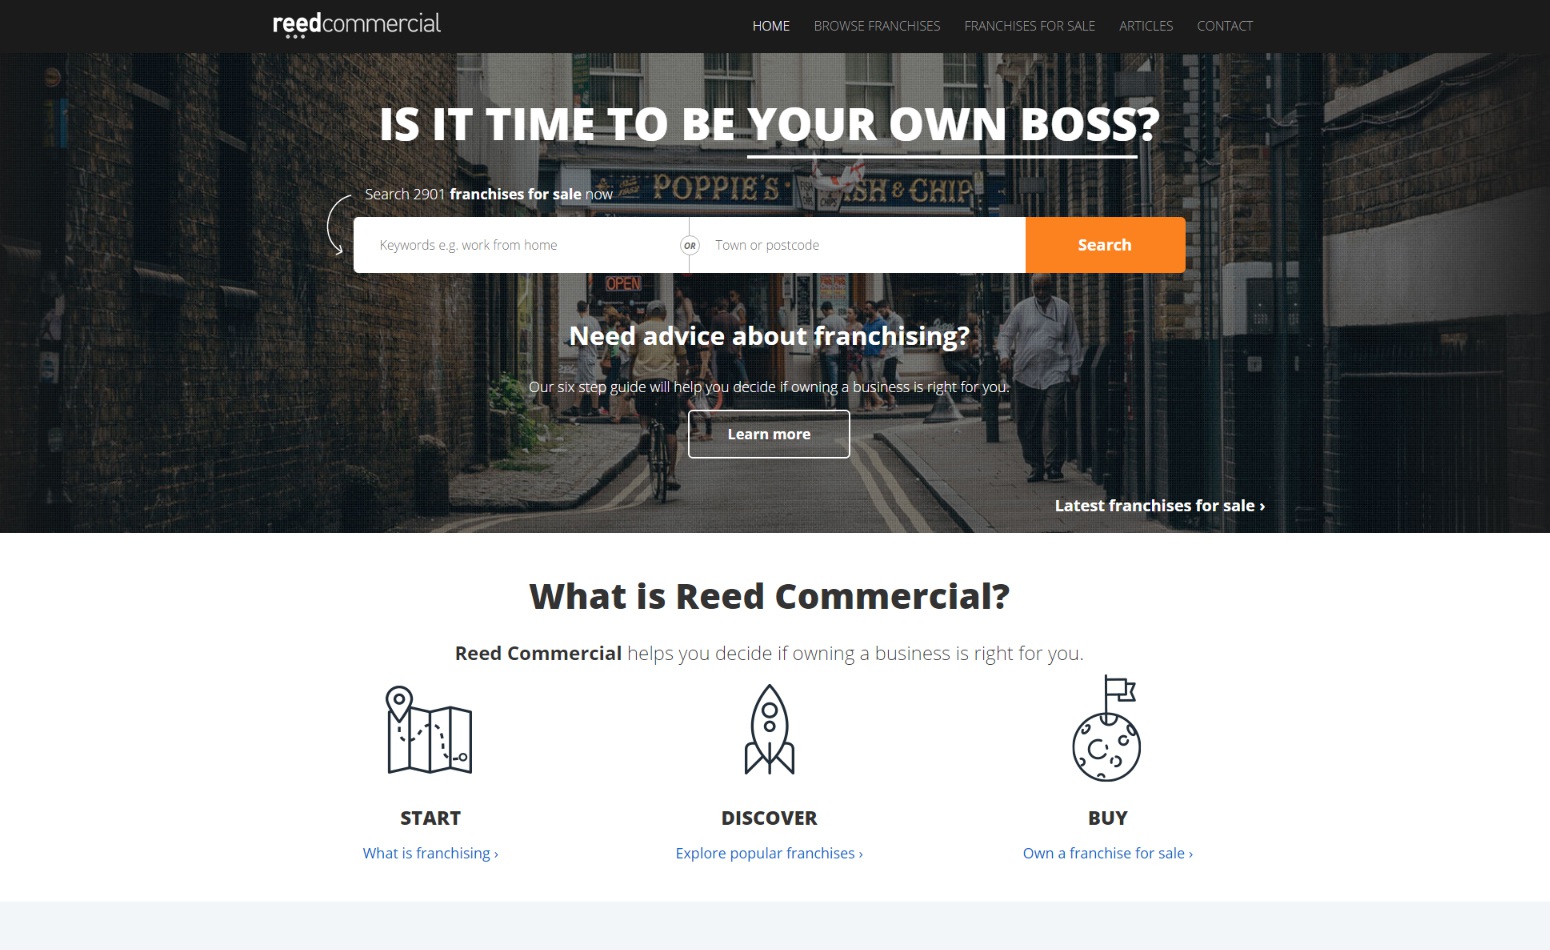 reedcommercial
HOME BROWSE FRANCHISES FRANCHISES FOR SALE ARTICLES CONTACT
IS IT TIME TO BE YOUR OWN BOSS?
POPPIE'S
& CHIP
Search 2901 franchises for sale now
Keywords e.g. work from home OR Town or postcode Search
OPEN
Need advice about franchising?
Our six step guide will help you decide if owning a business is right for you.
Learn more
Latest franchises for sale ›
What is Reed Commercial?
Reed Commercial helps you decide if owning a business is right for you.
START DISCOVER BUY
What is franchising › Explore popular franchises › Own a franchise for sale ›